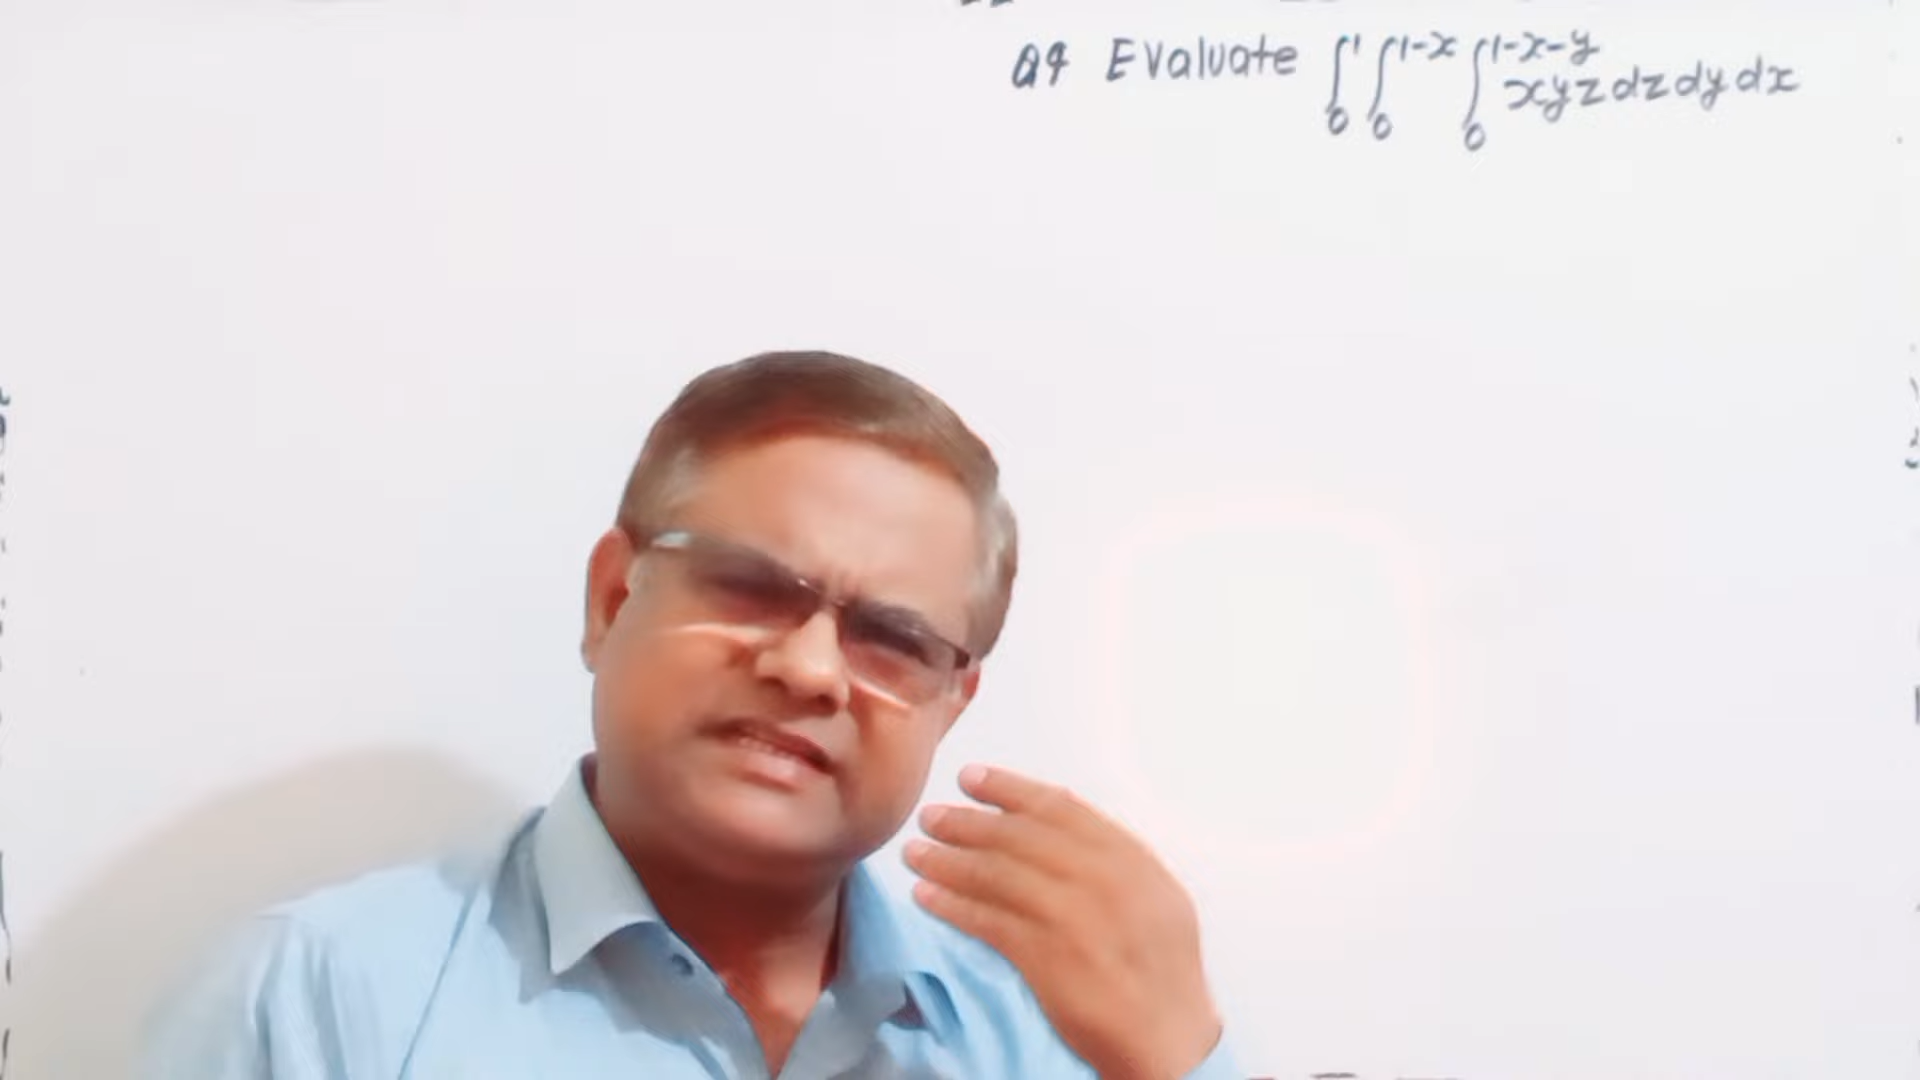 Q4 Evaluate ∫₀¹ ∫₀^{1-x} ∫₀^{1-x-y} xyz dz dy dx